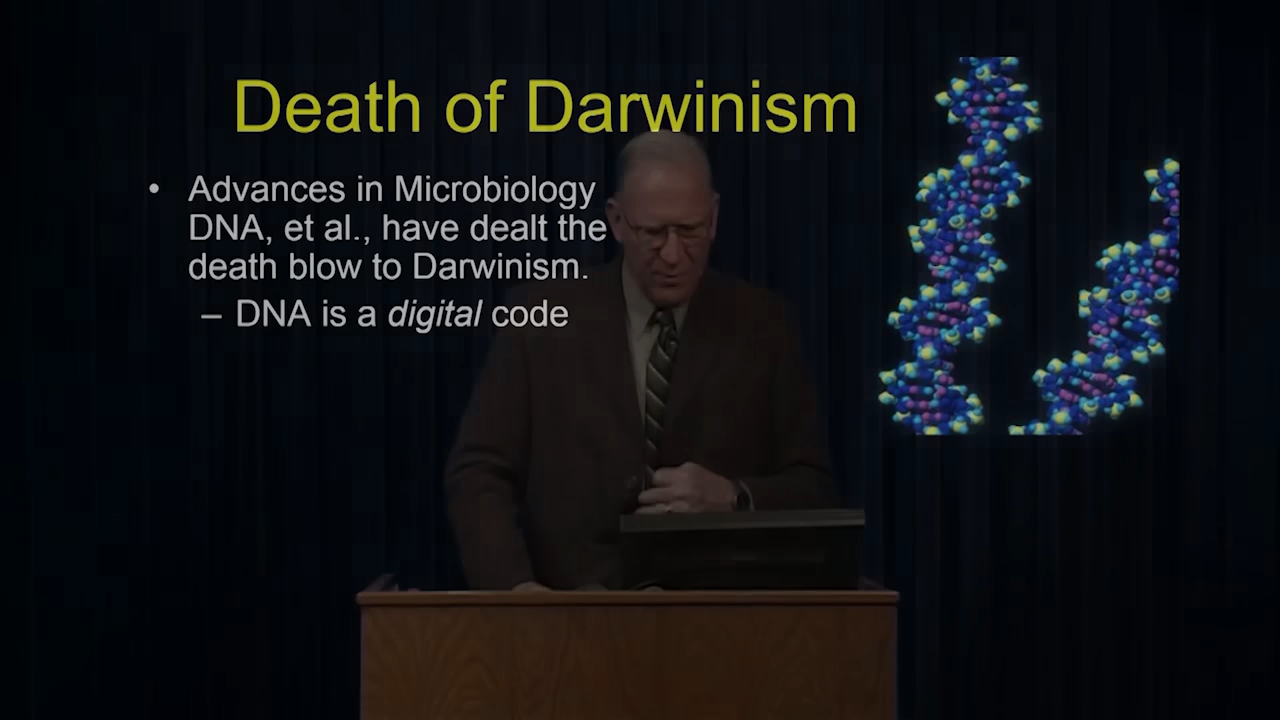 Death of Darwinism
• Advances in Microbiology
DNA, et al., have dealt the
death blow to Darwinism.
– DNA is a digital code